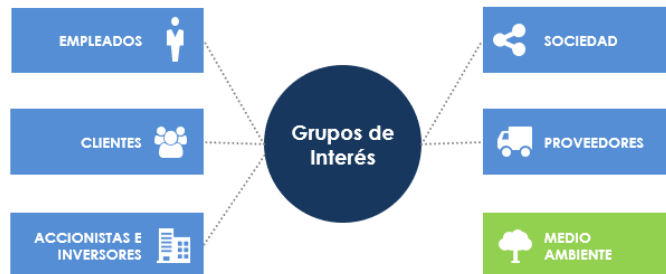 EMPLEADOS
CLIENTES
ACCIONISTAS E
INVERSORES
Grupos de
Interés
SOCIEDAD
PROVEEDORES
MEDIO
AMBIENTE